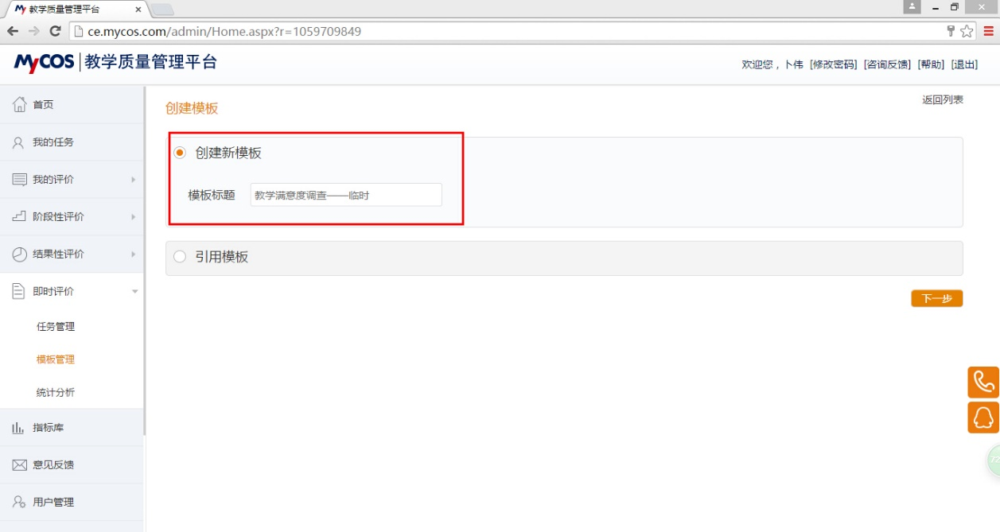 教学质量管理平台
ce.mycos.com/admin/Home.aspx?r=1059709849
MyCOS 教学质量管理平台
欢迎您，卜伟 [修改密码] [咨询反馈] [帮助] [退出]
首页
我的任务
我的评价
阶段性评价
结果性评价
即时评价
任务管理
模板管理
统计分析
指标库
意见反馈
用户管理
创建模板
返回列表
创建新模板
模板标题 教学满意度调查——临时
引用模板
下一步
72